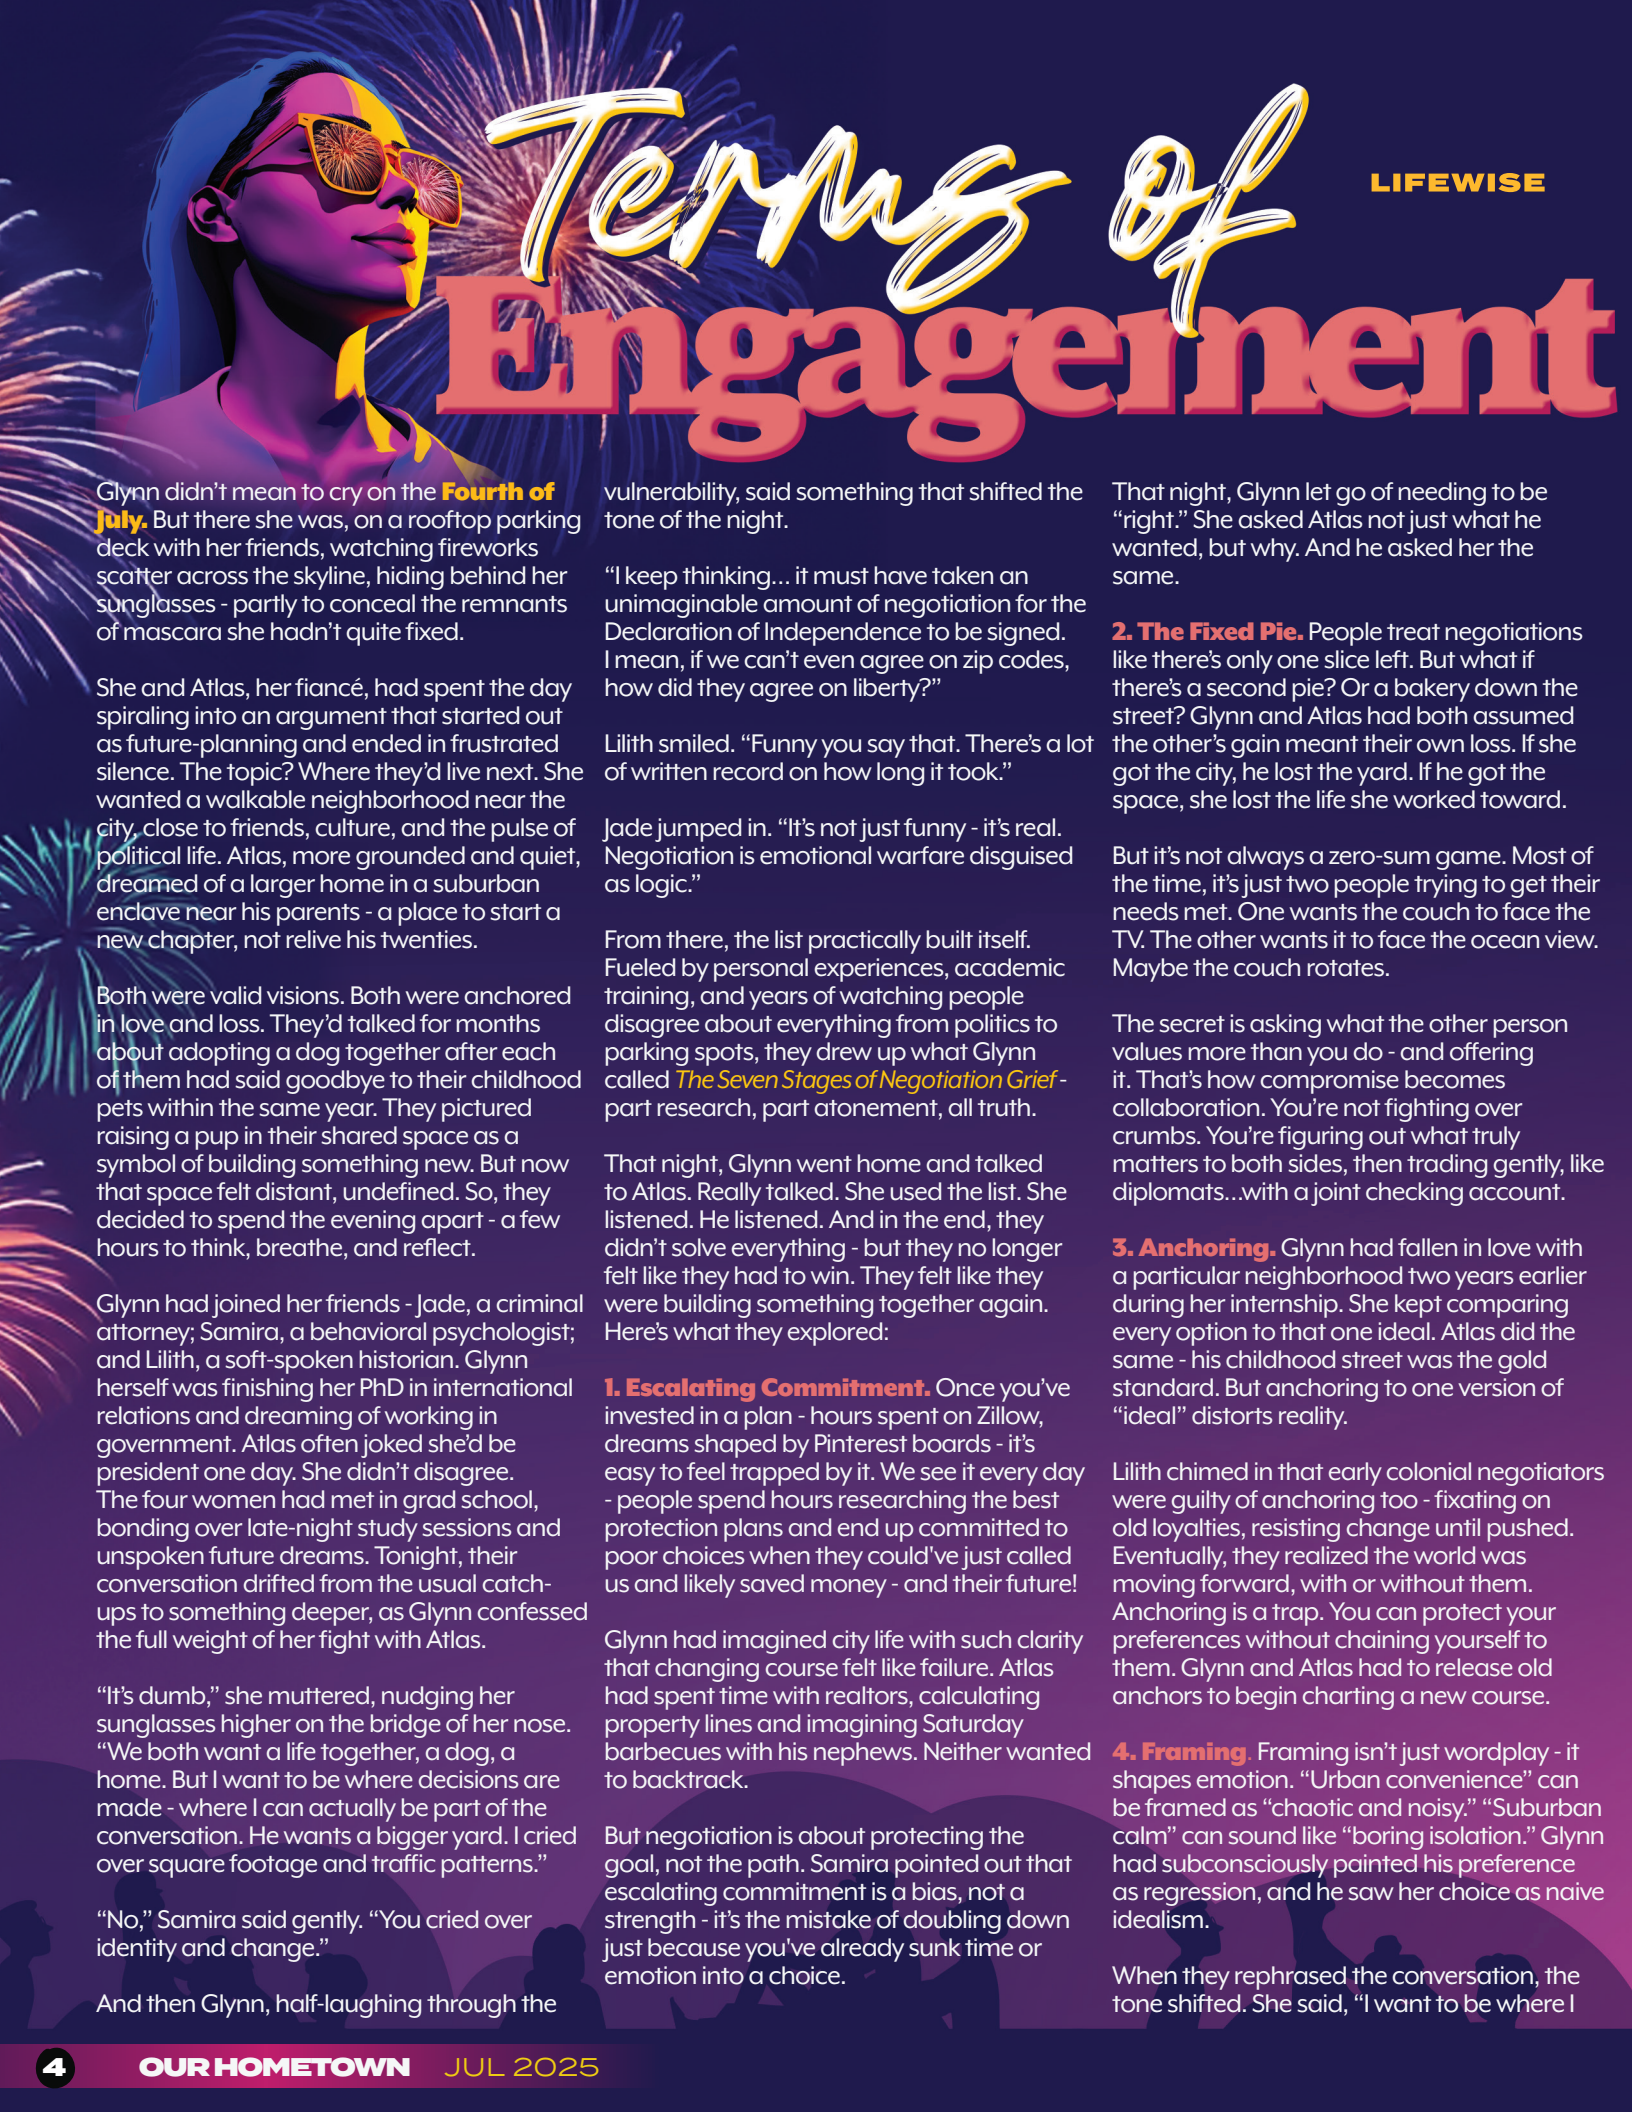 Terms of
LIFEWISE
Engagement
Glynn didn't mean to cry on the Fourth of
July. But there she was, on a rooftop parking
deck with her friends, watching fireworks
scatter across the skyline, hiding behind her
sunglasses - partly to conceal the remnants
of mascara she hadn't quite fixed.
She and Atlas, her fiancé, had spent the day
spiraling into an argument that started out
as future-planning and ended in frustrated
silence. The topic? Where they'd live next. She
wanted a walkable neighborhood near the
city, close to friends, culture, and the pulse of
political life. Atlas, more grounded and quiet,
dreamed of a larger home in a suburban
enclave near his parents - a place to start a
new chapter, not relive his twenties.
Both were valid visions. Both were anchored
in love and loss. They'd talked for months
about adopting a dog together after each
of them had said goodbye to their childhood
pets within the same year. They pictured
raising a pup in their shared space as a
symbol of building something new. But now
that space felt distant, undefined. So, they
decided to spend the evening apart - a few
hours to think, breathe, and reflect.
Glynn had joined her friends - Jade, a criminal
attorney; Samira, a behavioral psychologist;
and Lilith, a soft-spoken historian. Glynn
herself was finishing her PhD in international
relations and dreaming of working in
government. Atlas often joked she'd be
president one day. She didn't disagree.
The four women had met in grad school,
bonding over late-night study sessions and
unspoken future dreams. Tonight, their
conversation drifted from the usual catch-
ups to something deeper, as Glynn confessed
the full weight of her fight with Atlas.
"It's dumb," she muttered, nudging her
sunglasses higher on the bridge of her nose.
"We both want a life together, a dog, a
home. But I want to be where decisions are
made - where I can actually be part of the
conversation. He wants a bigger yard. I cried
over square footage and traffic patterns."
"No," Samira said gently. "You cried over
identity and change."
And then Glynn, half-laughing through the
vulnerability, said something that shifted the
tone of the night.
"I keep thinking... it must have taken an
unimaginable amount of negotiation for the
Declaration of Independence to be signed.
I mean, if we can't even agree on zip codes,
how did they agree on liberty?"
Lilith smiled. "Funny you say that. There's a lot
of written record on how long it took."
Jade jumped in. "It's not just funny - it's real.
Negotiation is emotional warfare disguised
as logic."
From there, the list practically built itself.
Fueled by personal experiences, academic
training, and years of watching people
disagree about everything from politics to
parking spots, they drew up what Glynn
called The Seven Stages of Negotiation Grief -
part research, part atonement, all truth.
That night, Glynn went home and talked
to Atlas. Really talked. She used the list. She
listened. He listened. And in the end, they
didn't solve everything - but they no longer
felt like they had to win. They felt like they
were building something together again.
Here's what they explored:
1. Escalating Commitment. Once you've
invested in a plan - hours spent on Zillow,
dreams shaped by Pinterest boards - it's
easy to feel trapped by it. We see it every day
- people spend hours researching the best
protection plans and end up committed to
poor choices when they could've just called
us and likely saved money - and their future!
Glynn had imagined city life with such clarity
that changing course felt like failure. Atlas
had spent time with realtors, calculating
property lines and imagining Saturday
barbecues with his nephews. Neither wanted
to backtrack.
But negotiation is about protecting the
goal, not the path. Samira pointed out that
escalating commitment is a bias, not a
strength - it's the mistake of doubling down
just because you've already sunk time or
emotion into a choice.
That night, Glynn let go of needing to be
"right." She asked Atlas not just what he
wanted, but why. And he asked her the
same.
2. The Fixed Pie. People treat negotiations
like there's only one slice left. But what if
there's a second pie? Or a bakery down the
street? Glynn and Atlas had both assumed
the other's gain meant their own loss. If she
got the city, he lost the yard. If he got the
space, she lost the life she worked toward.
But it's not always a zero-sum game. Most of
the time, it's just two people trying to get their
needs met. One wants the couch to face the
TV. The other wants it to face the ocean view.
Maybe the couch rotates.
The secret is asking what the other person
values more than you do - and offering
it. That's how compromise becomes
collaboration. You're not fighting over
crumbs. You're figuring out what truly
matters to both sides, then trading gently, like
diplomats...with a joint checking account.
3. Anchoring. Glynn had fallen in love with
a particular neighborhood two years earlier
during her internship. She kept comparing
every option to that one ideal. Atlas did the
same - his childhood street was the gold
standard. But anchoring to one version of
"ideal" distorts reality.
Lilith chimed in that early colonial negotiators
were guilty of anchoring too - fixating on
old loyalties, resisting change until pushed.
Eventually, they realized the world was
moving forward, with or without them.
Anchoring is a trap. You can protect your
preferences without chaining yourself to
them. Glynn and Atlas had to release old
anchors to begin charting a new course.
4. Framing. Framing isn't just wordplay - it
shapes emotion. "Urban convenience" can
be framed as "chaotic and noisy." "Suburban
calm" can sound like "boring isolation." Glynn
had subconsciously painted his preference
as regression, and he saw her choice as naive
idealism.
When they rephrased the conversation, the
tone shifted. She said, "I want to be where I
4 OUR HOMETOWN JUL 2025